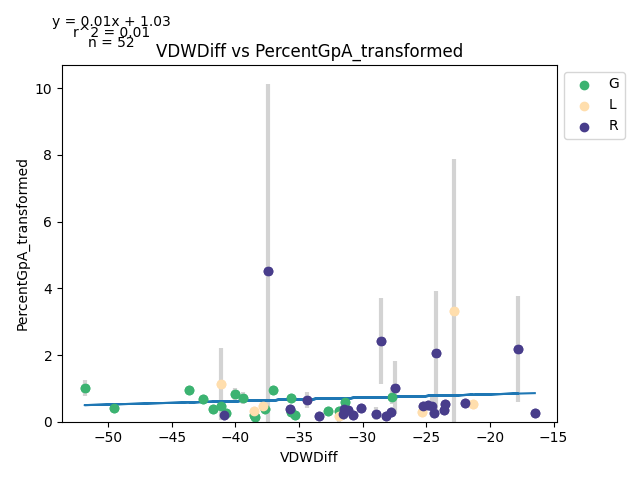 y = 0.01x + 1.03
r^2 = 0.01
n = 52
VDWDiff vs PercentGpA_transformed
G
L
R
PercentGpA_transformed
10
8
6
4
2
0
−50
−45
−40
−35
−30
−25
−20
−15
VDWDiff